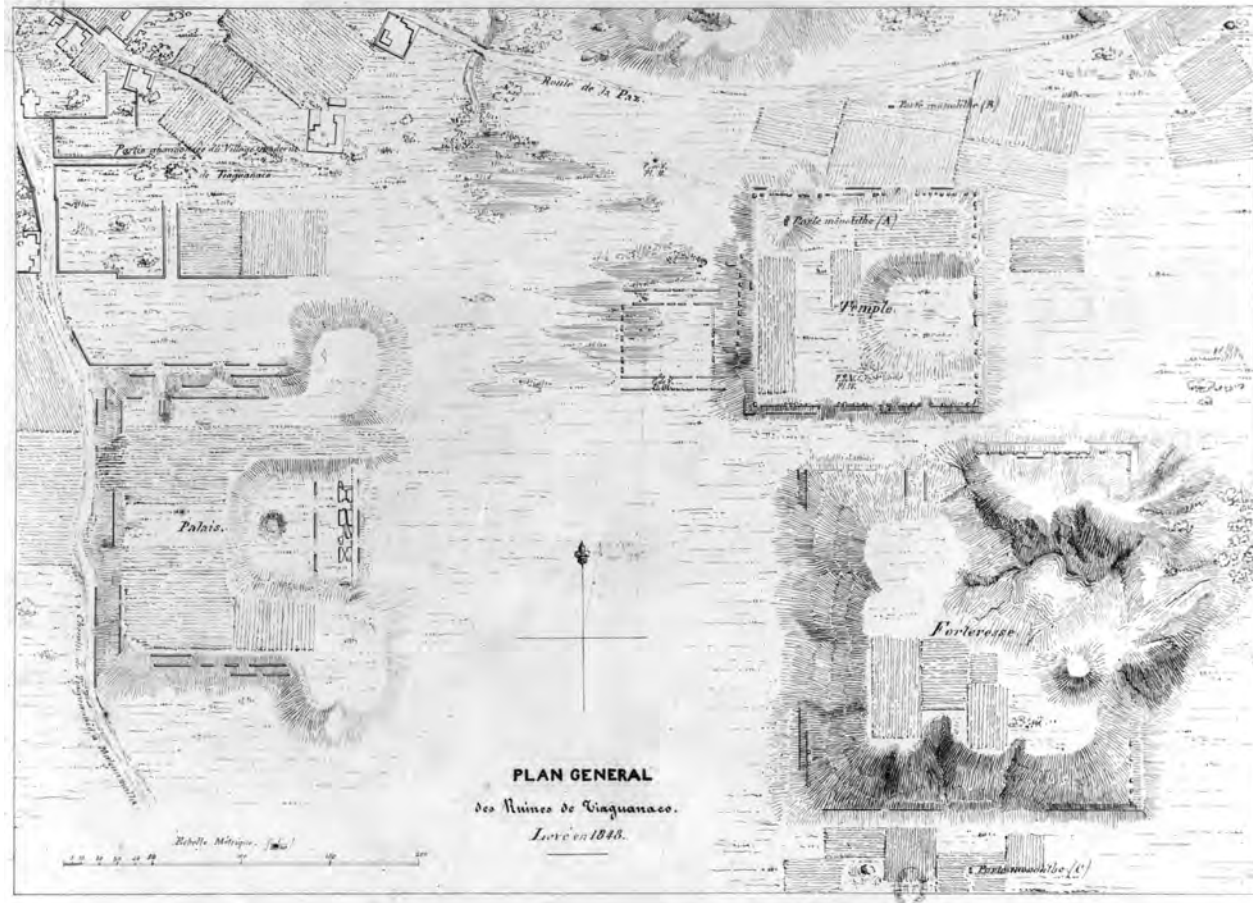 Route de la Paz.
Porte monolithe (B)
Partie abandonnée du Village moderne
de Tiaguanaco
Porte monolithe (A)
Temple.
Palais.
Forteresse
PLAN GENERAL
des Ruines de Tiaguanaco.
Levé en 1848.
Echelle Métrique.
Porte monolithe (C)